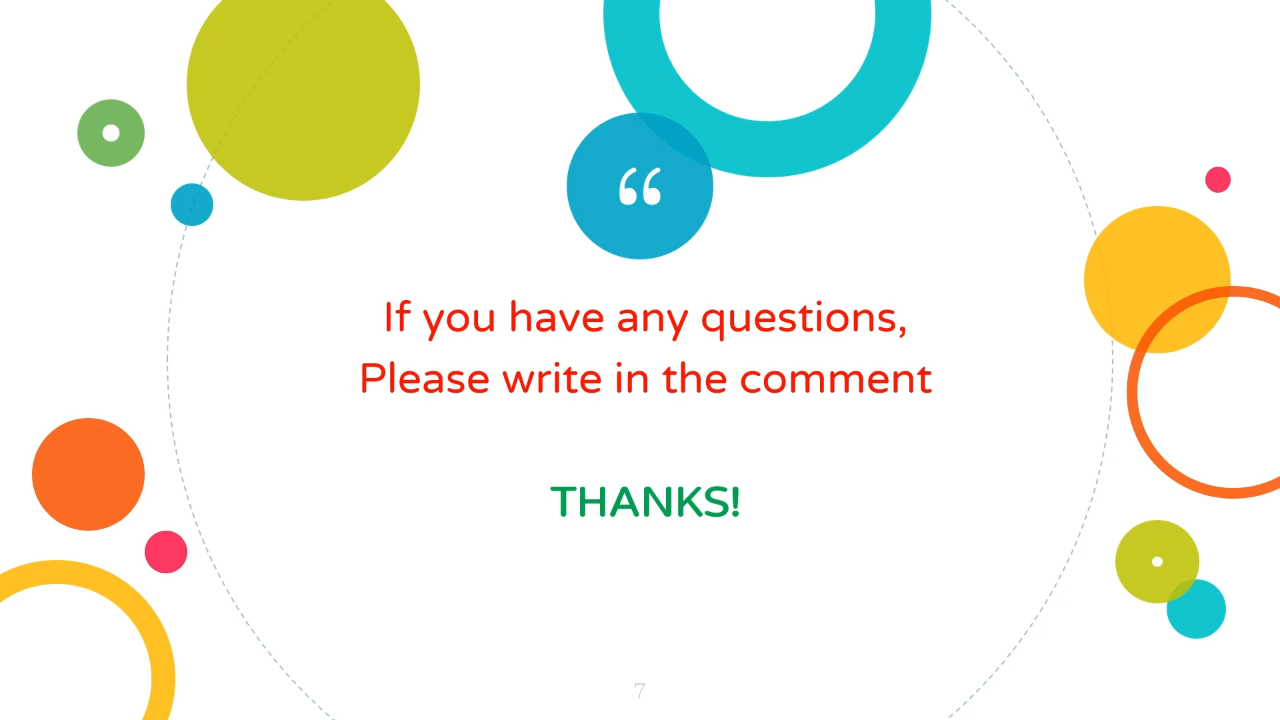 “
If you have any questions,
Please write in the comment
THANKS!
7